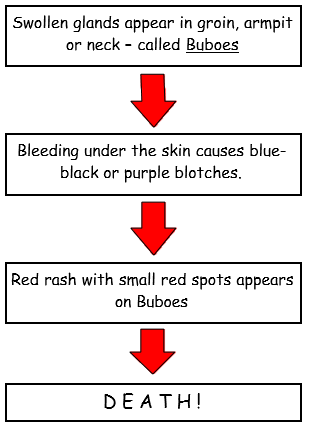 Swollen glands appear in groin, armpit
or neck – called Buboes
Bleeding under the skin causes blue-
black or purple blotches.
Red rash with small red spots appears
on Buboes
D E A T H !